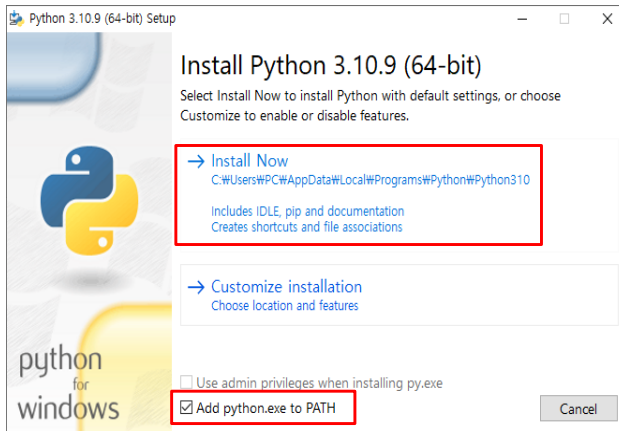 Python 3.10.9 (64-bit) Setup
Install Python 3.10.9 (64-bit)
Select Install Now to install Python with default settings, or choose
Customize to enable or disable features.
Install Now
C:₩Users₩PC₩AppData₩Local₩Programs₩Python₩Python310
Includes IDLE, pip and documentation
Creates shortcuts and file associations
Customize installation
Choose location and features
python
for
windows
Use admin privileges when installing py.exe
Add python.exe to PATH
Cancel